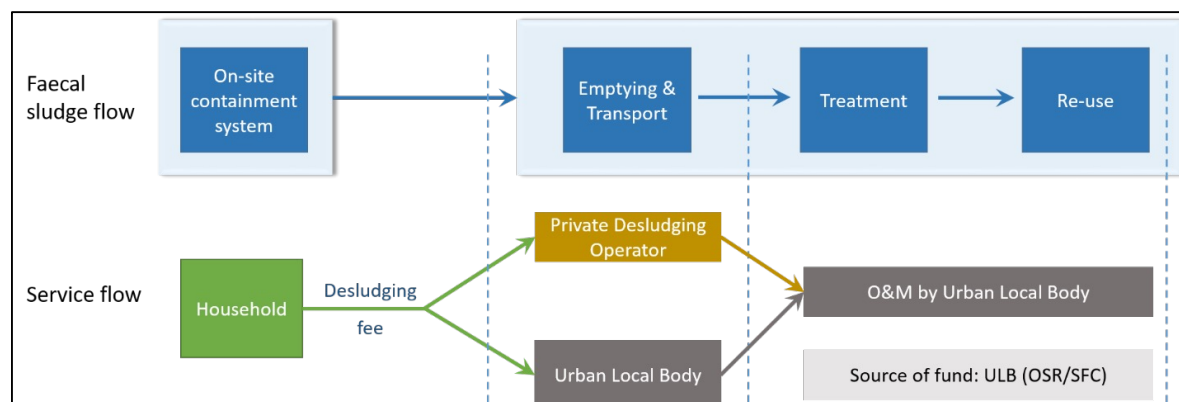 Faecal
sludge flow
On-site
containment
system
Emptying &
Transport
Treatment
Re-use
Service flow
Household
Desludging
fee
Private Desludging
Operator
Urban Local Body
O&M by Urban Local Body
Source of fund: ULB (OSR/SFC)